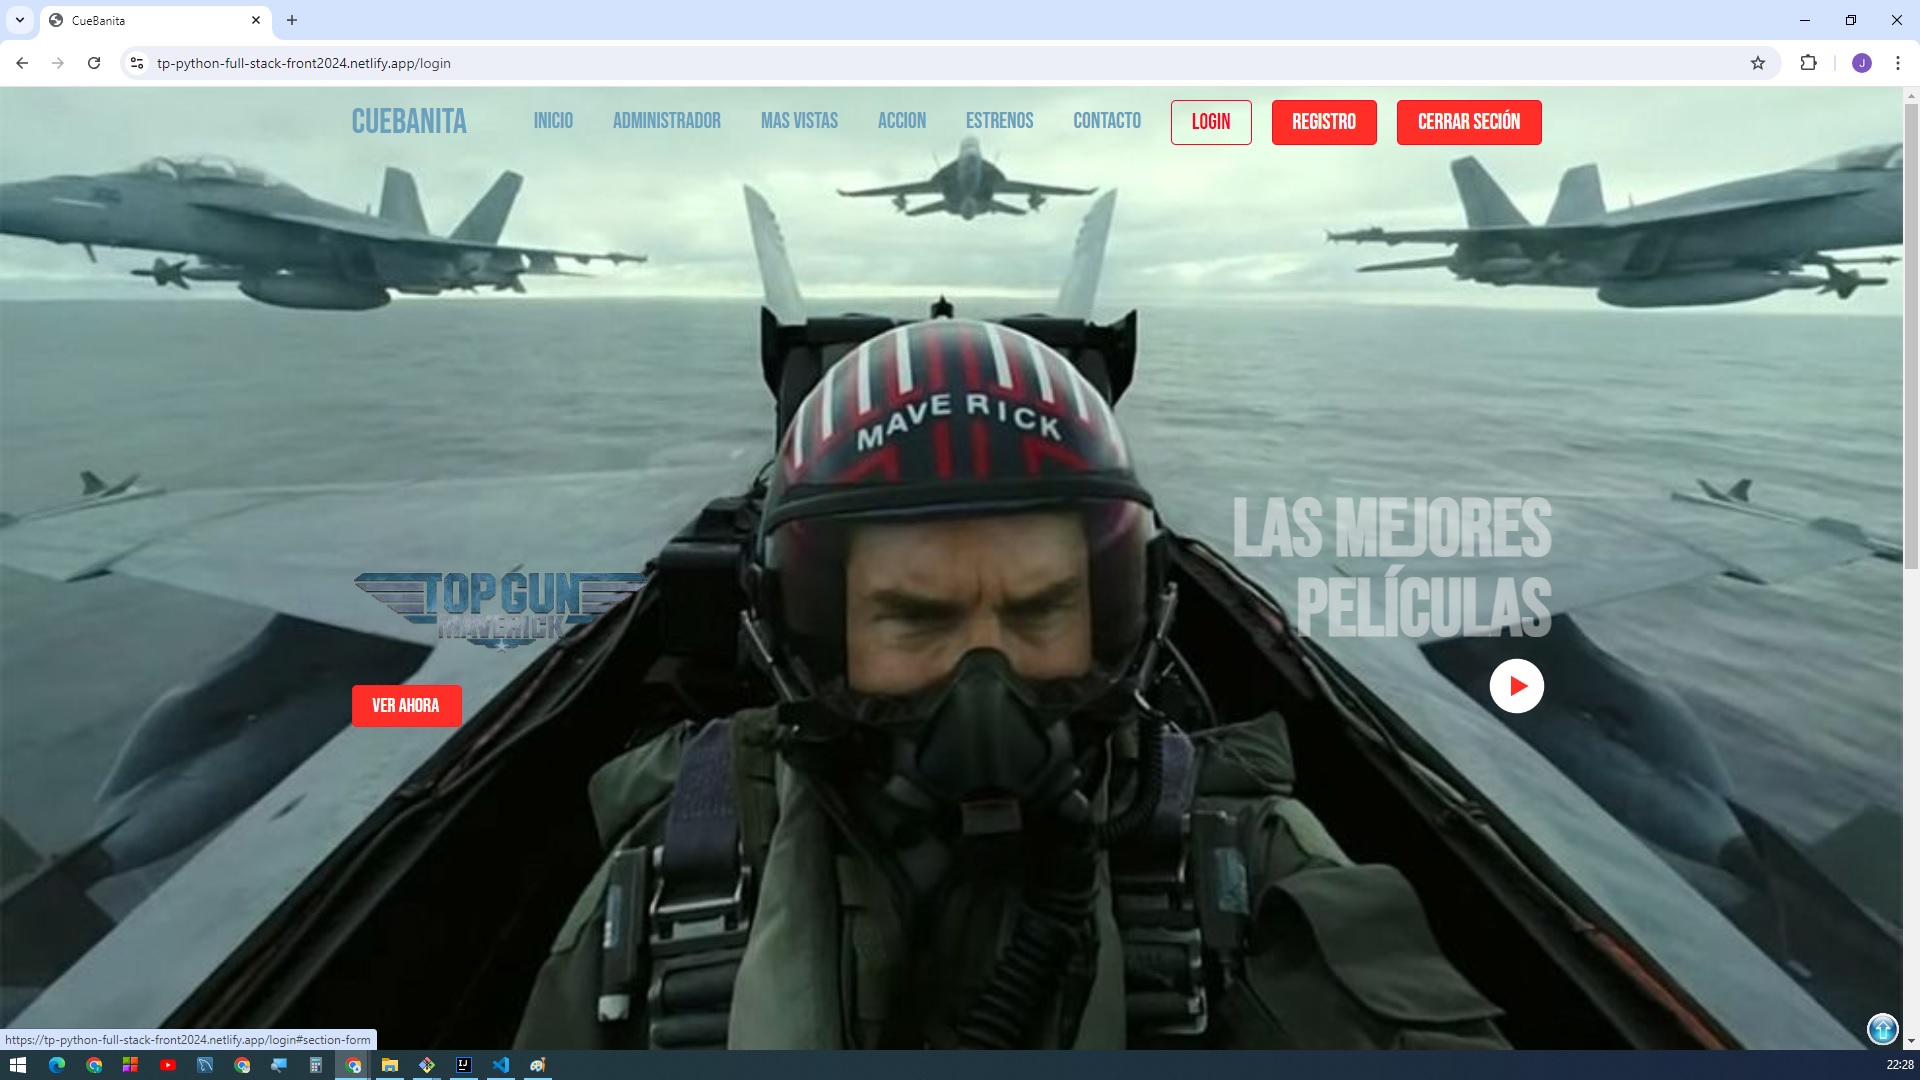 CueBanita
tp-python-full-stack-front2024.netlify.app/login
J
CUEBANITA INICIO ADMINISTRADOR MAS VISTAS ACCION ESTRENOS CONTACTO LOGIN REGISTRO CERRAR SECIÓN
MAVERICK
LAS MEJORES
PELÍCULAS
TOP GUN
MAVERICK
VER AHORA
https://tp-python-full-stack-front2024.netlify.app/login#section-form
22:28